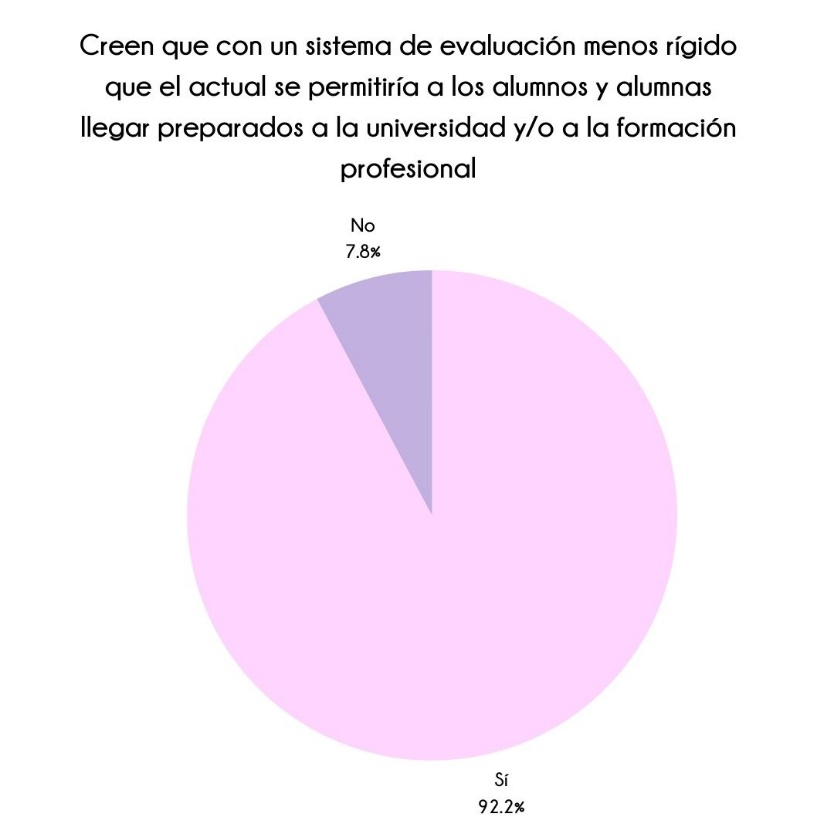 Creen que con un sistema de evaluación menos rígido
que el actual se permitiría a los alumnos y alumnas
llegar preparados a la universidad y/o a la formación
profesional
No
7.8%
Sí
92.2%